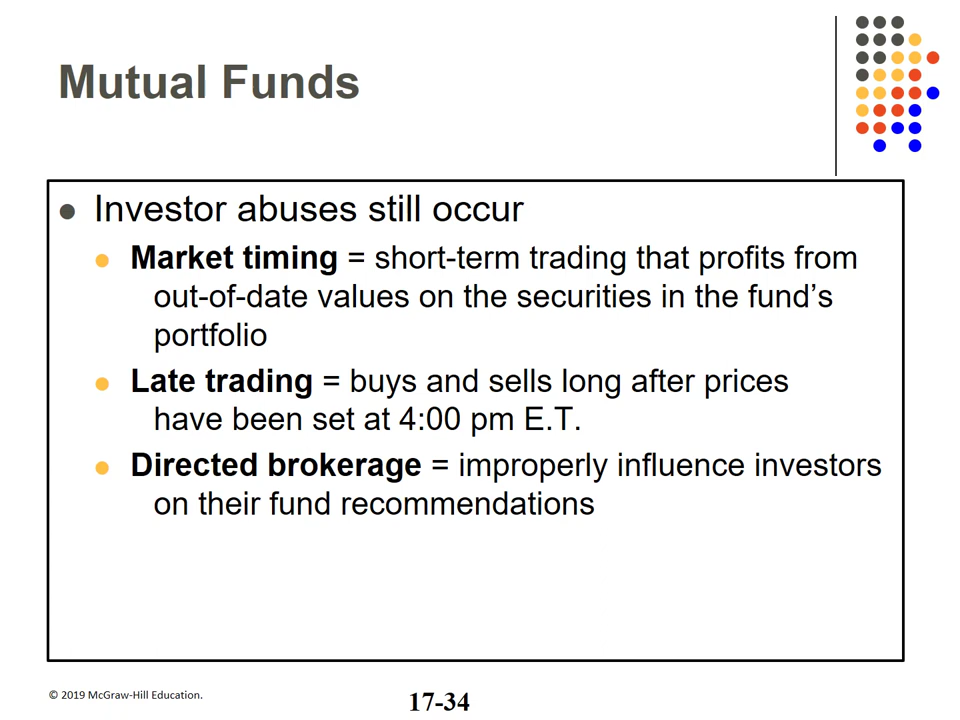 Mutual Funds
Investor abuses still occur
Market timing = short-term trading that profits from
out-of-date values on the securities in the fund’s
portfolio
Late trading = buys and sells long after prices
have been set at 4:00 pm E.T.
Directed brokerage = improperly influence investors
on their fund recommendations
© 2019 McGraw-Hill Education.
17-34